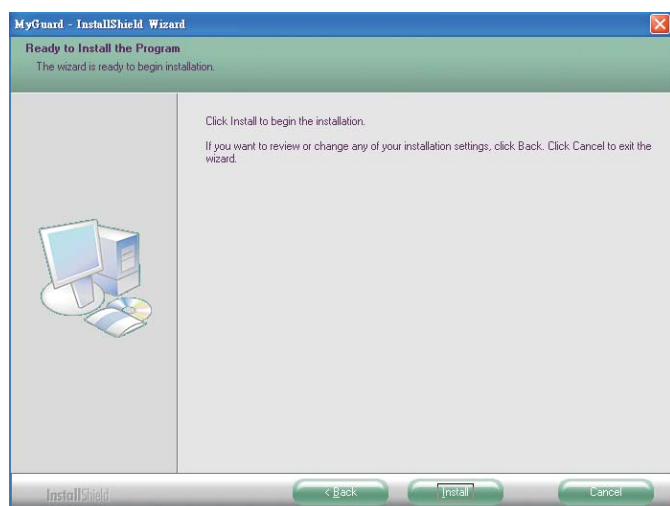 MyGuard - InstallShield Wizard
Ready to Install the Program
The wizard is ready to begin installation.
Click Install to begin the installation.
If you want to review or change any of your installation settings, click Back. Click Cancel to exit the
wizard.
InstallShield
< Back
Install
Cancel